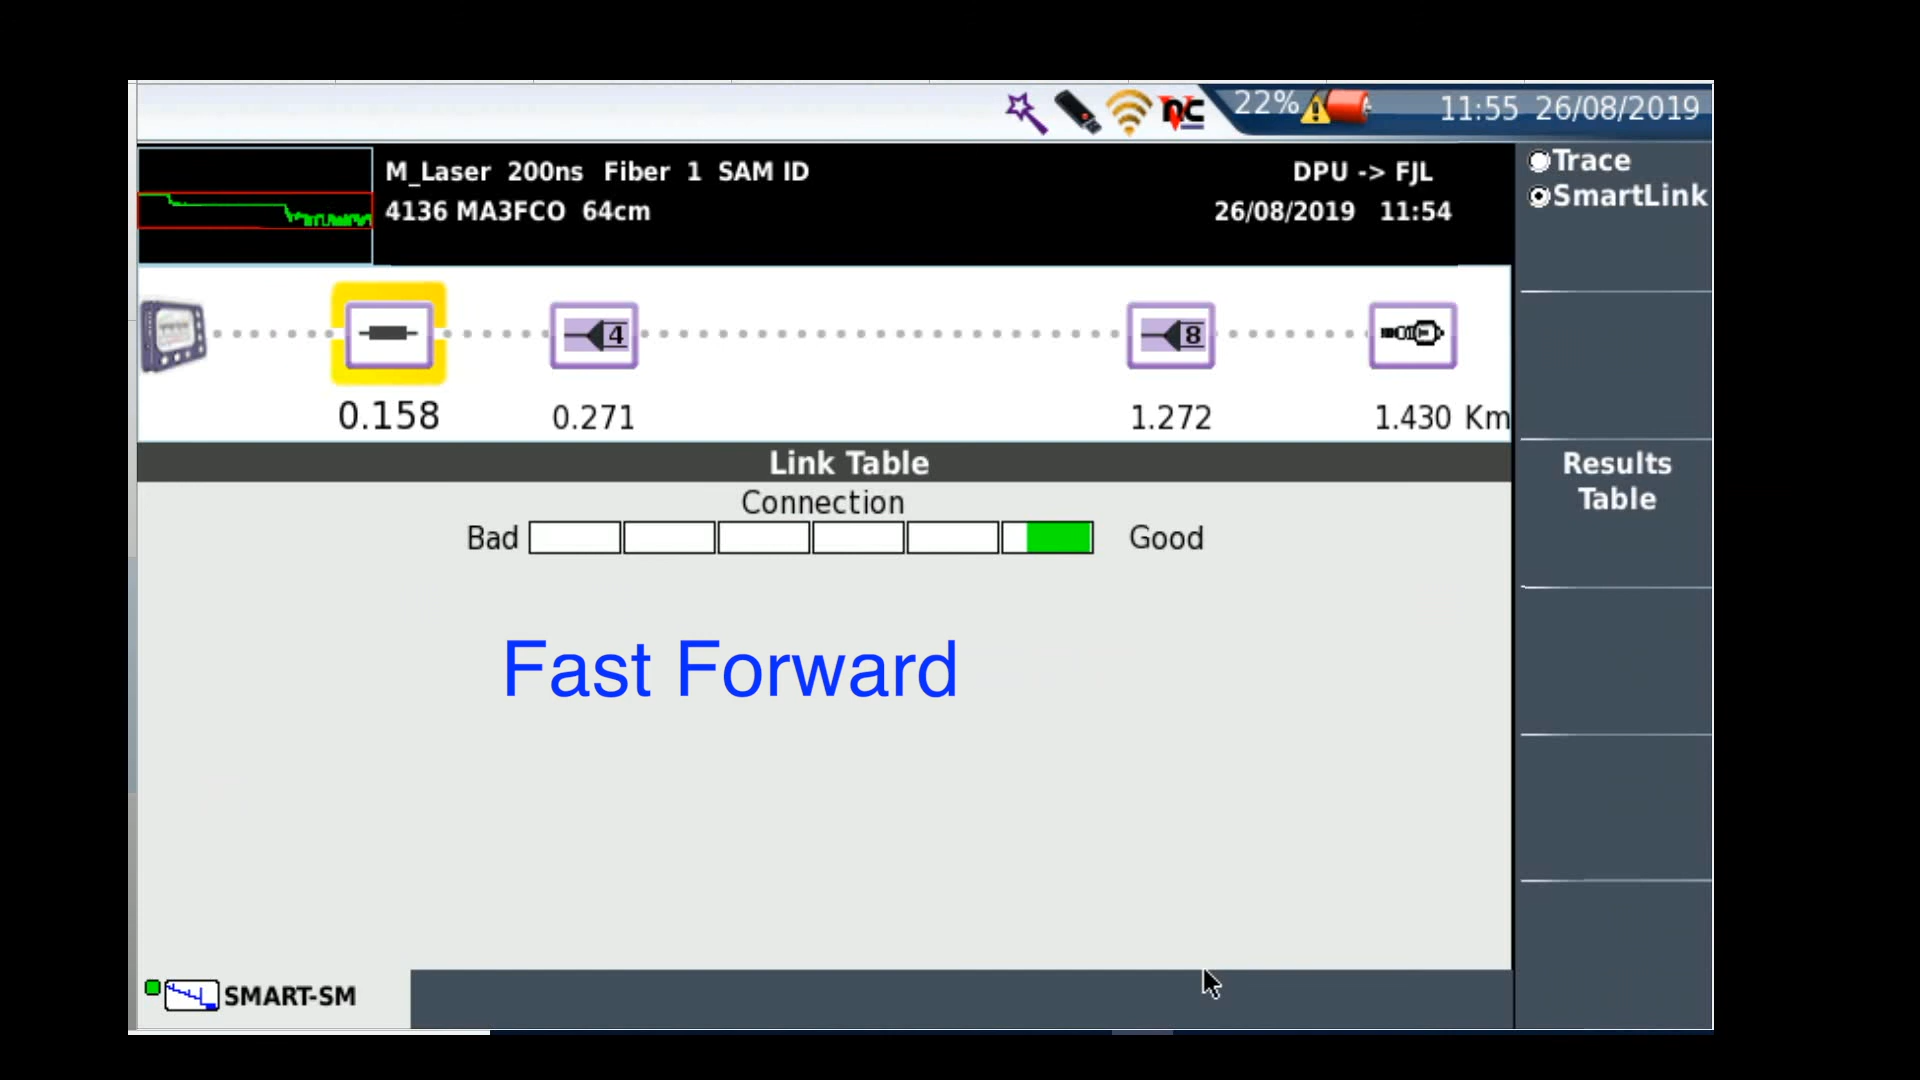 22% 11:55 26/08/2019
M_Laser 200ns Fiber 1 SAM ID DPU -> FJL
4136 MA3FCO 64cm 26/08/2019 11:54
Trace
SmartLink
4 8
0.158 0.271 1.272 1.430 Km
Link Table
Connection
Bad Good
Results
Table
Fast Forward
SMART-SM